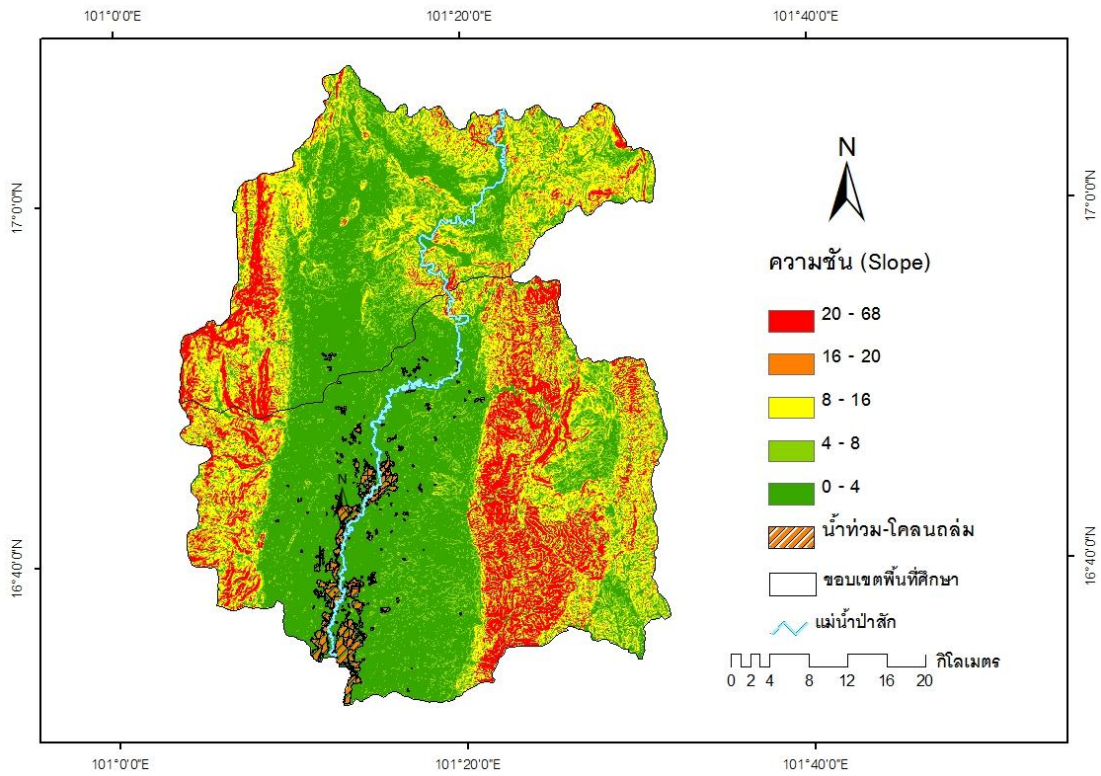 101°0'0"E 101°20'0"E 101°40'0"E
17°0'0"N
17°0'0"N
16°40'0"N
16°40'0"N
N
ความชัน (Slope)
20 - 68
16 - 20
8 - 16
4 - 8
0 - 4
น้ำท่วม-โคลนถล่ม
ขอบเขตพื้นที่ศึกษา
แม่น้ำป่าสัก
กิโลเมตร
0 2 4 8 12 16 20
N
101°0'0"E 101°20'0"E 101°40'0"E